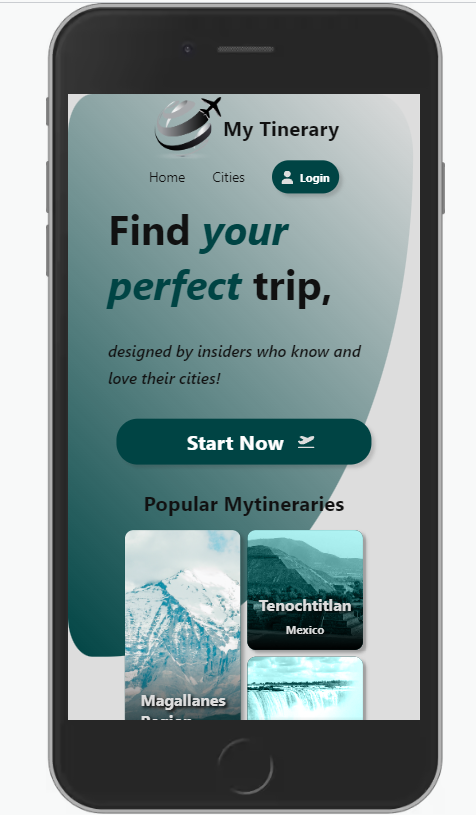 My Tinerary
Home Cities Login
Find your
perfect trip,
designed by insiders who know and
love their cities!
Start Now
Popular Mytineraries
Tenochtitlan
Mexico
Magallanes
Region